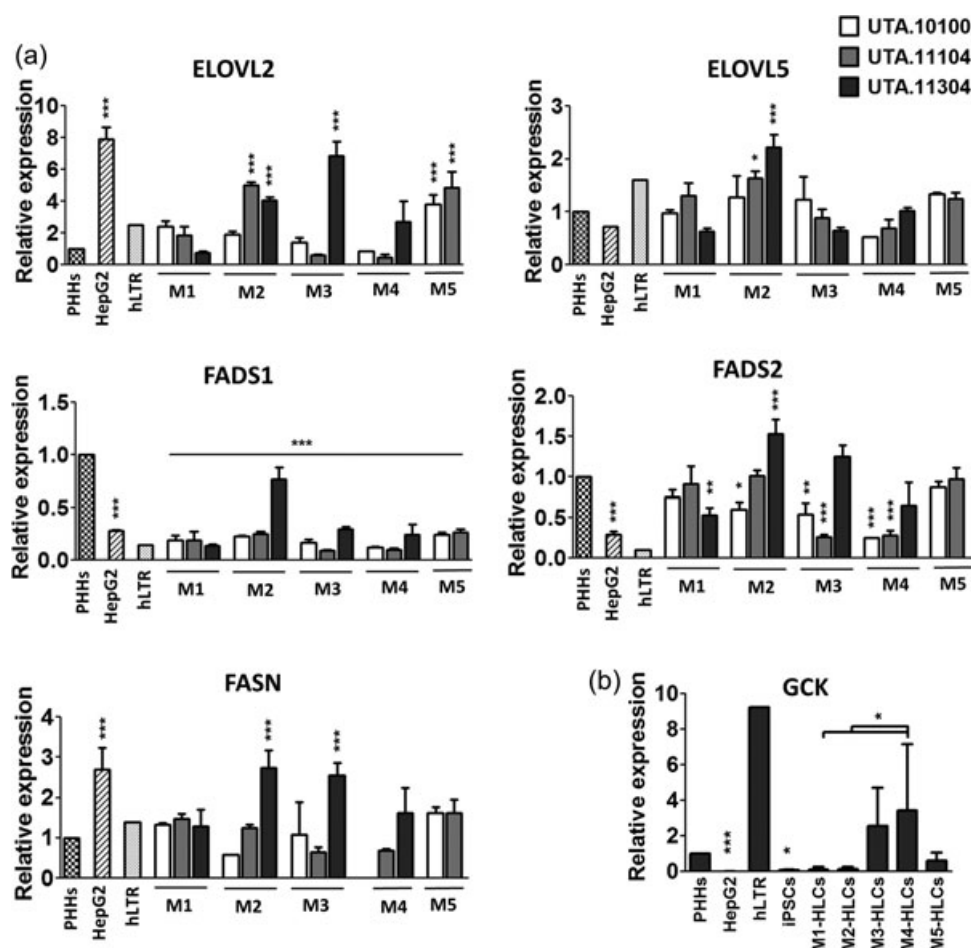 (a)
UTA.10100
UTA.11104
UTA.11304
ELOVL2
Relative expression
10
8
6
4
2
0
***
***
***
***
***
***
PHHs
HepG2
hLTR
M1
M2
M3
M4
M5
ELOVL5
Relative expression
3
2
1
0
*
***
PHHs
HepG2
hLTR
M1
M2
M3
M4
M5
FADS1
Relative expression
1.5
1.0
0.5
0.0
***
***
PHHs
HepG2
hLTR
M1
M2
M3
M4
M5
FADS2
Relative expression
2.0
1.5
1.0
0.5
0.0
***
**
*
***
**
***
***
***
PHHs
HepG2
hLTR
M1
M2
M3
M4
M5
FASN
Relative expression
4
3
2
1
0
***
***
***
PHHs
HepG2
hLTR
M1
M2
M3
M4
M5
(b)
GCK
Relative expression
10
8
6
4
2
0
***
*
*
PHHs
HepG2
hLTR
iPSCs
M1-HLCs
M2-HLCs
M3-HLCs
M4-HLCs
M5-HLCs